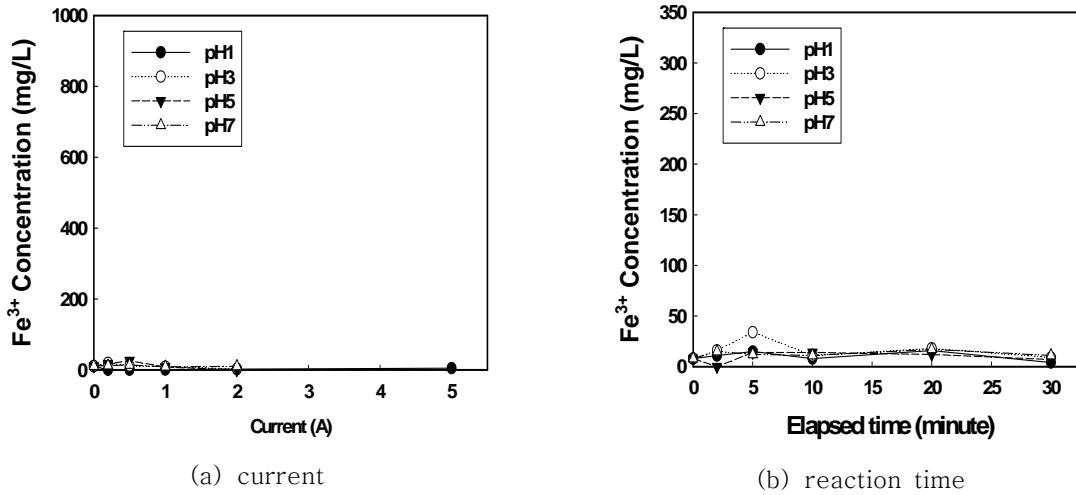 1000
800
600
400
200
0
Fe3+ Concentration (mg/L)
pH1
pH3
pH5
pH7
0 1 2 3 4 5
Current (A)
(a) current
350
300
250
200
150
100
50
0
Fe3+ Concentration (mg/L)
pH1
pH3
pH5
pH7
0 5 10 15 20 25 30
Elapsed time (minute)
(b) reaction time